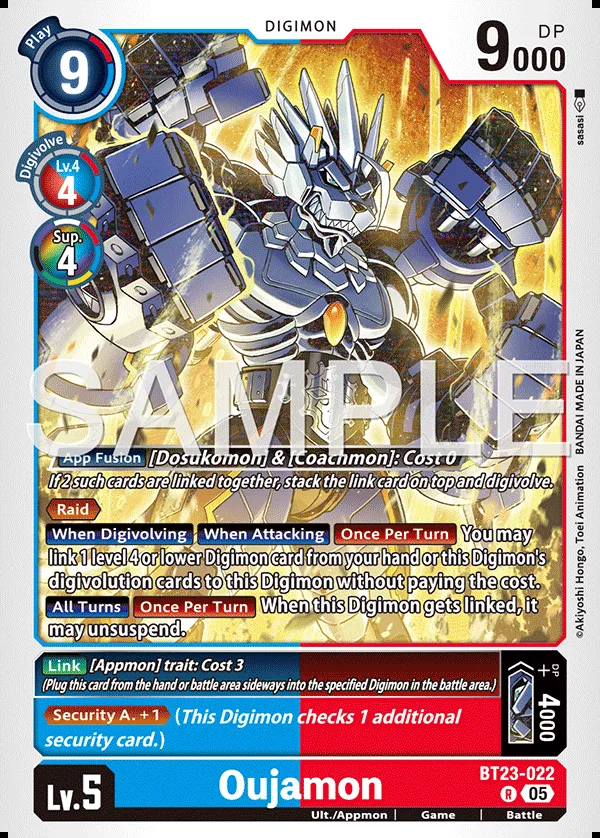 Play
9
DIGIMON
DP
9000
Digivolve
Lv.4
4
Sup.
4
sasasi
SAMPLE
©Akiyoshi Hongo, Toei Animation BANDAI MADE IN JAPAN
App Fusion [Dosukomon] & [Coachmon]: Cost 0
If 2 such cards are linked together, stack the link card on top and digivolve.
Raid
When Digivolving When Attacking Once Per Turn You may
link 1 level 4 or lower Digimon card from your hand or this Digimon's
digivolution cards to this Digimon without paying the cost.
All Turns Once Per Turn When this Digimon gets linked, it
may unsuspend.
Link [Appmon] trait: Cost 3
(Plug this card from the hand or battle area sideways into the specified Digimon in the battle area.)
Security A. +1 (This Digimon checks 1 additional
security card.)
DP
+4000
Lv.5
Oujamon
BT23-022
R 05
Ult./Appmon | Game | Battle